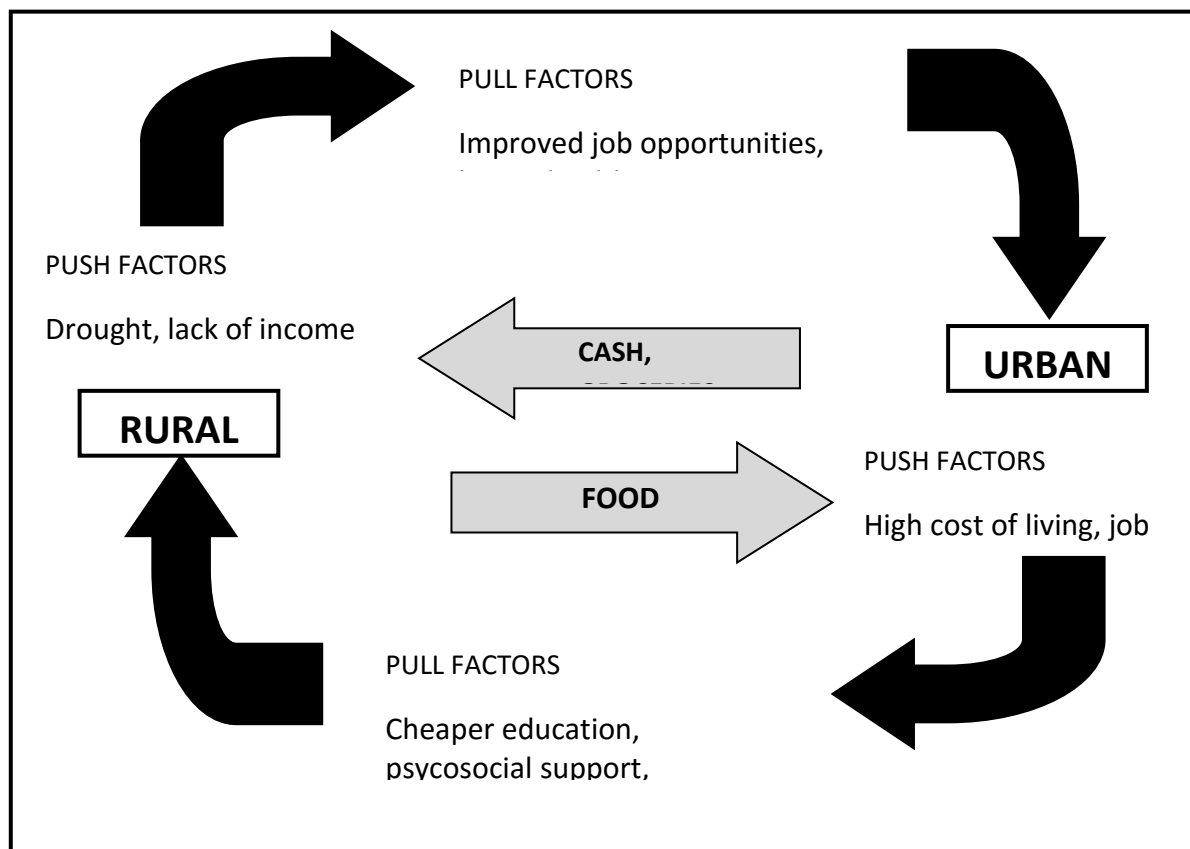 PULL FACTORS
Improved job opportunities,
PUSH FACTORS
Drought, lack of income
CASH,
URBAN
RURAL
PUSH FACTORS
FOOD
High cost of living, job
PULL FACTORS
Cheaper education,
psycosocial support,